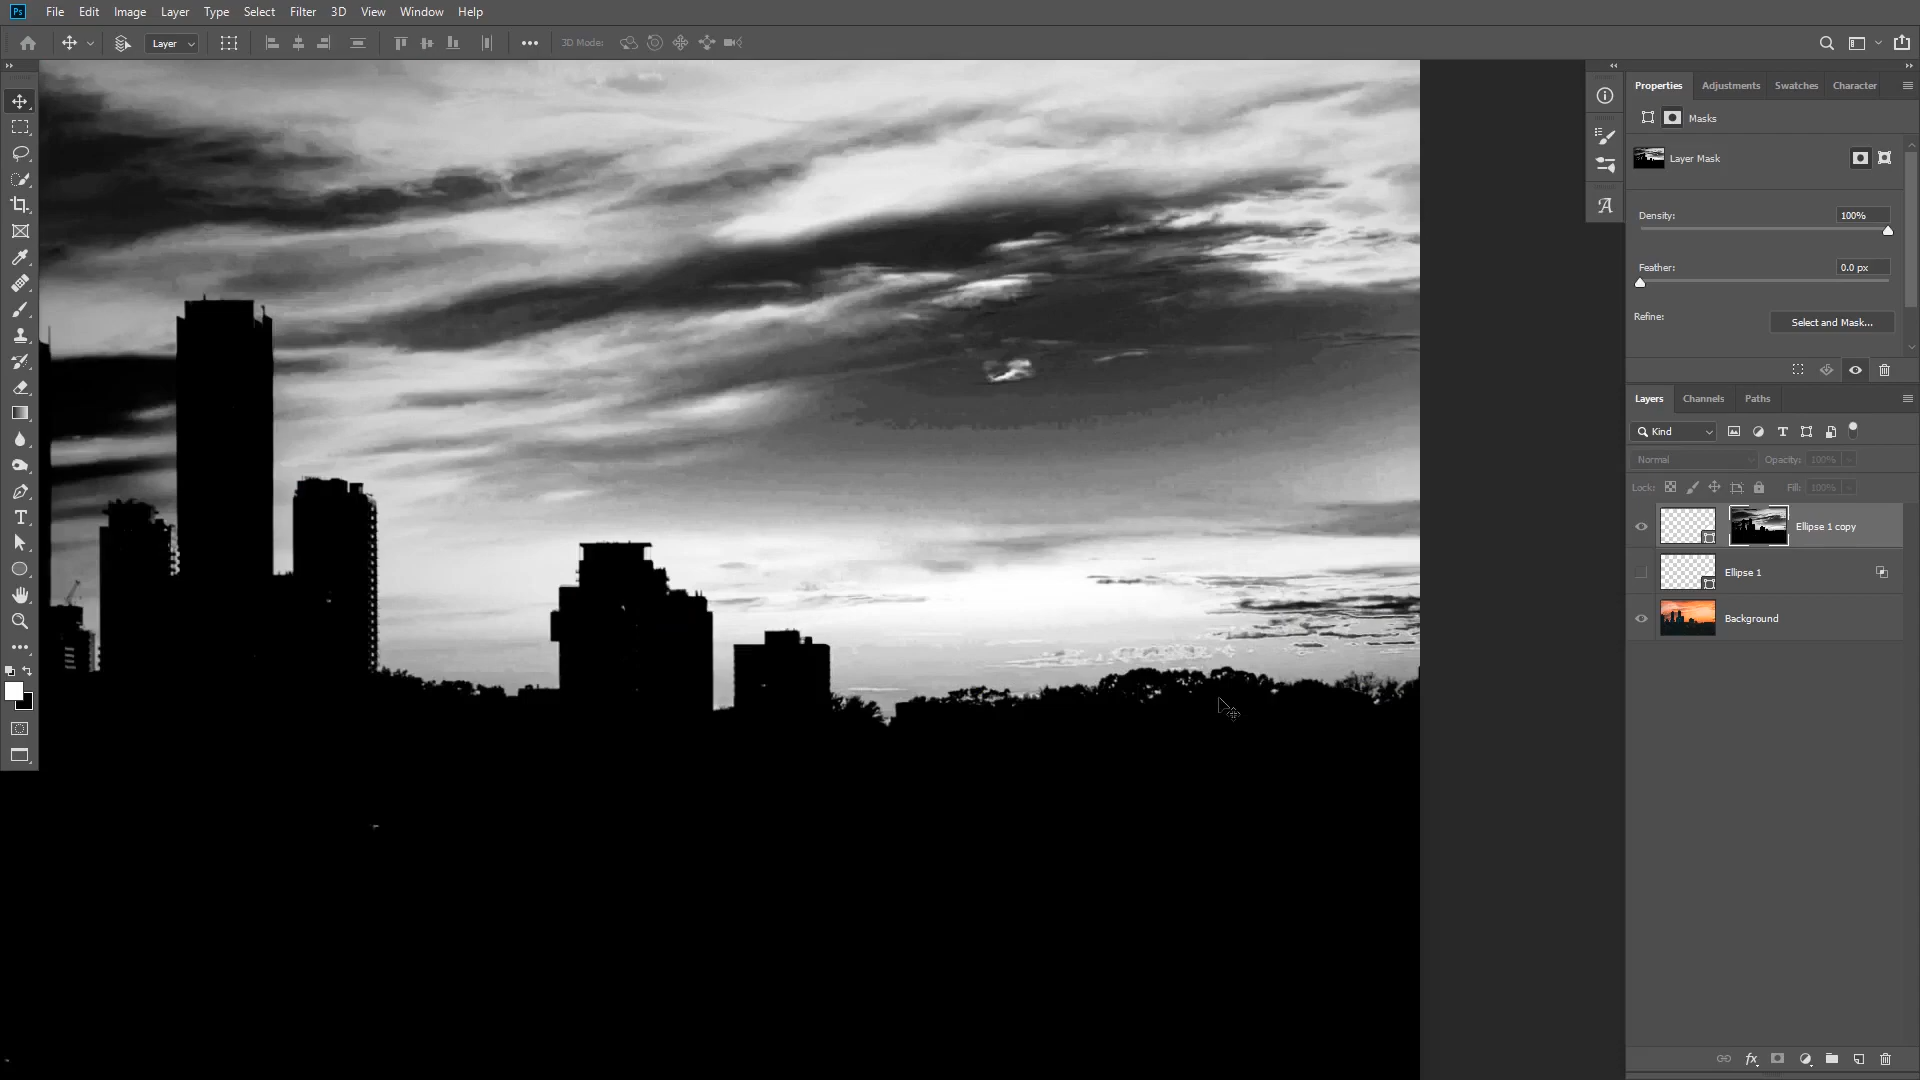 Ps File Edit Image Layer Type Select Filter 3D View Window Help
Layer 3D Mode:
Properties Adjustments Swatches Character
Masks
Layer Mask
Density: 100%
Feather: 0.0 px
Refine: Select and Mask...
Layers Channels Paths
Kind
Normal Opacity: 100%
Lock: Fill: 100%
Ellipse 1 copy
Ellipse 1
Background
fx